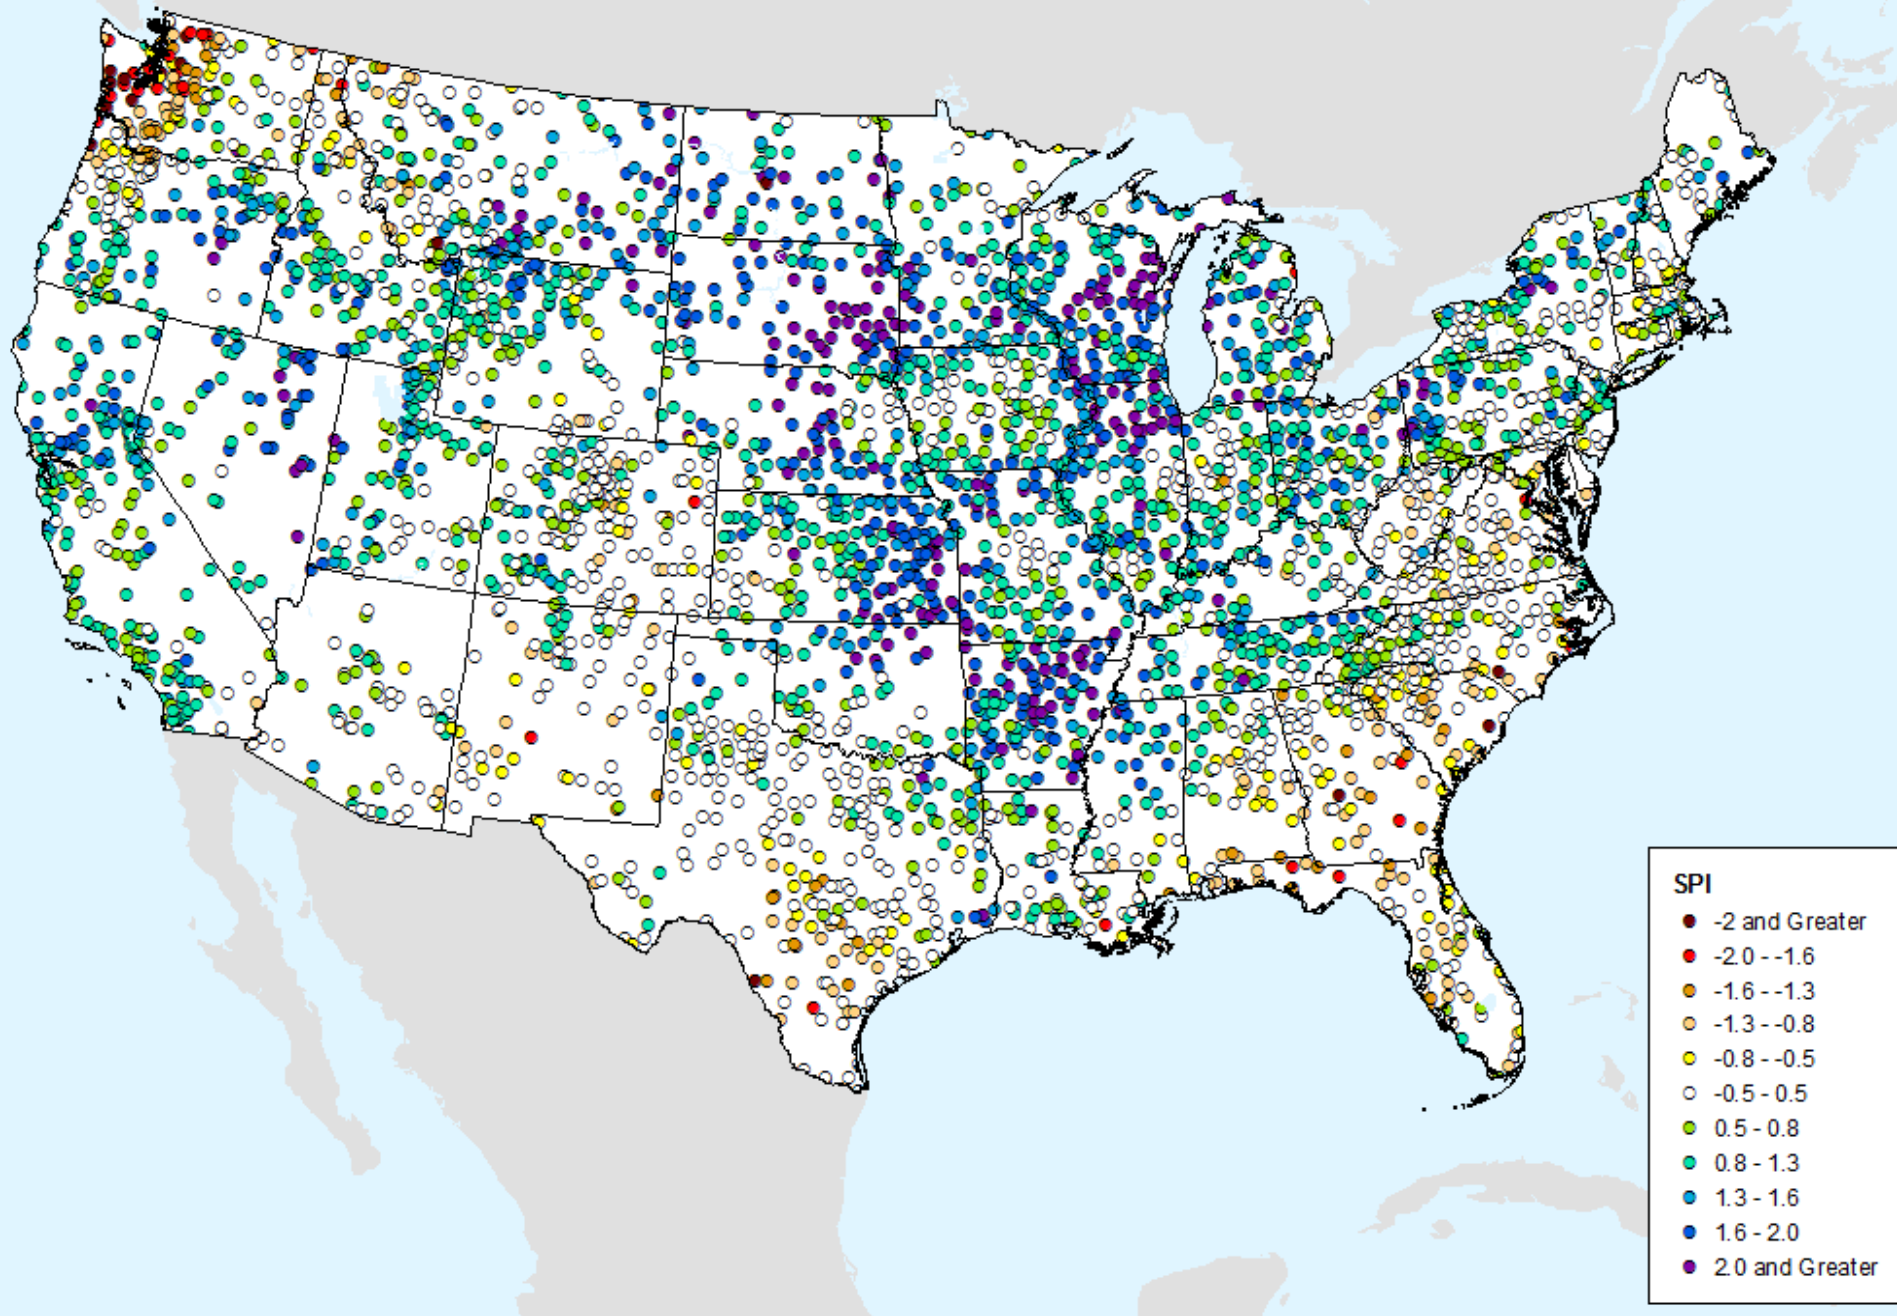 SPI
-2 and Greater
-2.0 - -1.6
-1.6 - -1.3
-1.3 - -0.8
-0.8 - -0.5
-0.5 - 0.5
0.5 - 0.8
0.8 - 1.3
1.3 - 1.6
1.6 - 2.0
2.0 and Greater